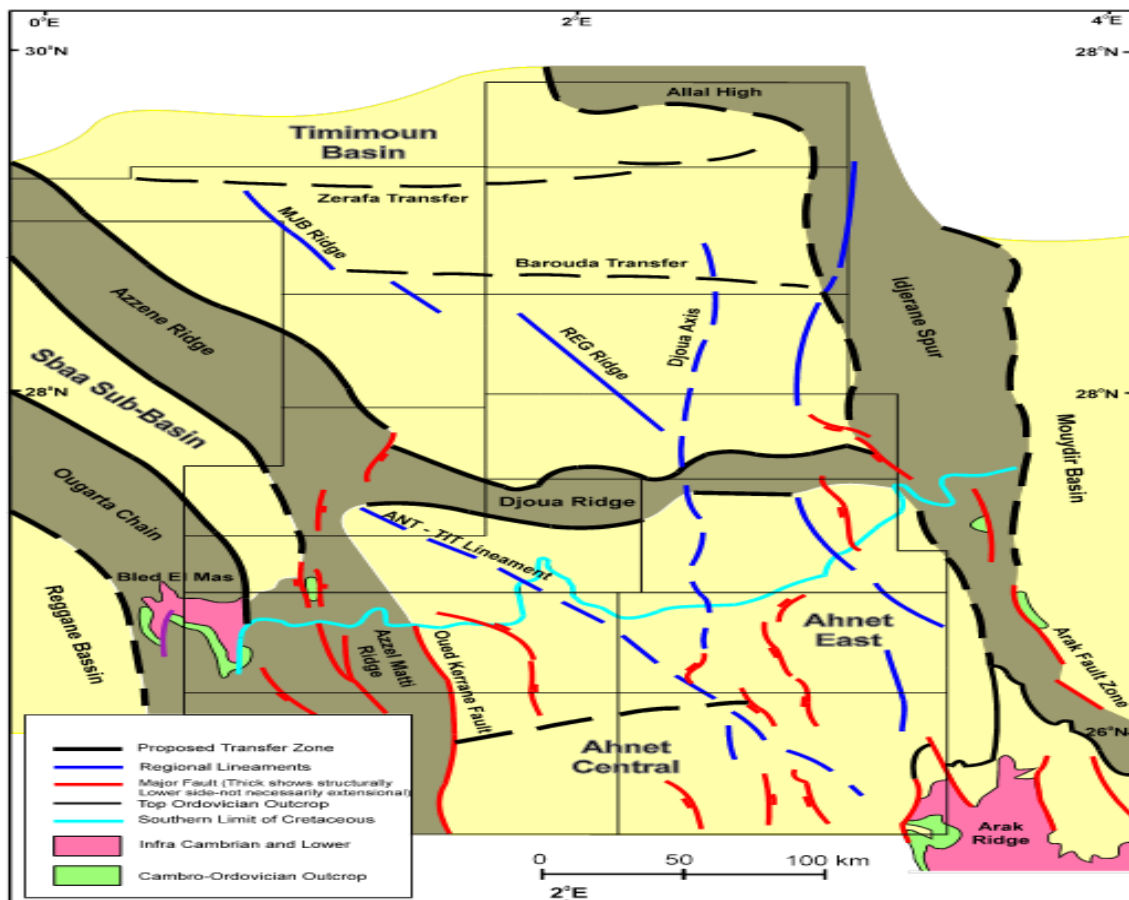 0°E
2°E
4°E
30°N
28°N
Allal High
Timimoun
Basin
Zerafa Transfer
MJB Ridge
Barouda Transfer
Azzene Ridge
Idjerane Spur
REG Ridge
Djoua Axis
Sbaa Sub-Basin
28°N
28°N
Mouydir Basin
Ougarta Chain
Djoua Ridge
ANT - TIT Lineament
Bled El Mas
Reggane Bassin
Azzel Matti
Ridge
Oued Kerrane Fault
Ahnet
East
Arak Fault Zone
26°N
Ahnet
Central
Arak
Ridge
Proposed Transfer Zone
Regional Lineaments
Major Fault (Thick shows structurally
Lower side-not necessarily extensional)
Top Ordovician Outcrop
Southern Limit of Cretaceous
Infra Cambrian and Lower
Cambro-Ordovician Outcrop
0 50 100 km
2°E